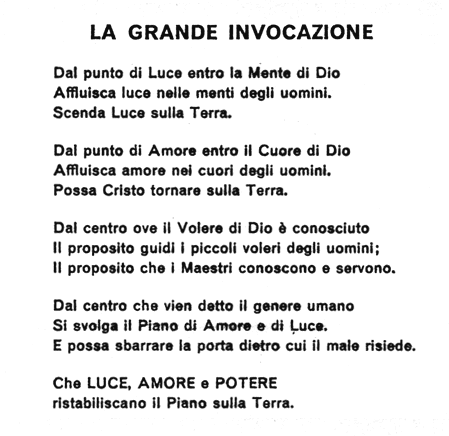 LA GRANDE INVOCAZIONE
Dal punto di Luce entro la Mente di Dio
Affluisca luce nelle menti degli uomini.
Scenda Luce sulla Terra.
Dal punto di Amore entro il Cuore di Dio
Affluisca amore nei cuori degli uomini.
Possa Cristo tornare sulla Terra.
Dal centro ove il Volere di Dio è conosciuto
Il proposito guidi i piccoli voleri degli uomini;
Il proposito che i Maestri conoscono e servono.
Dal centro che vien detto il genere umano
Si svolga il Piano di Amore e di Luce.
E possa sbarrare la porta dietro cui il male risiede.
Che LUCE, AMORE e POTERE
ristabiliscano il Piano sulla Terra.